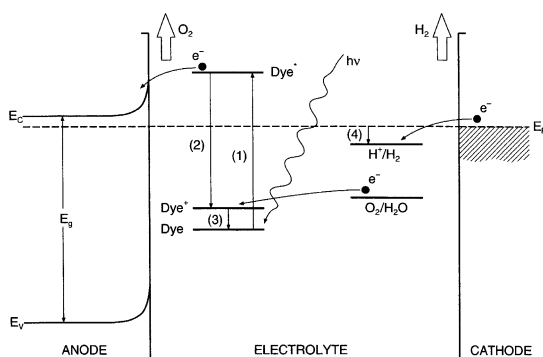 O₂
H₂
e⁻
Dye*
hν
E_C
e⁻
(4)
E_F
(2)
(1)
H⁺/H₂
E_g
e⁻
Dye⁺
(3)
O₂/H₂O
Dye
E_V
ANODE
ELECTROLYTE
CATHODE